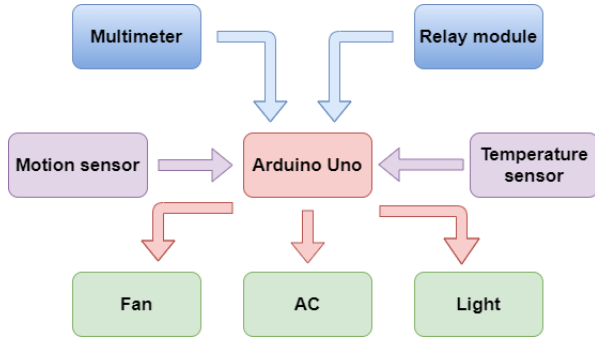 Multimeter
Relay module
Motion sensor
Arduino Uno
Temperature
sensor
Fan
AC
Light